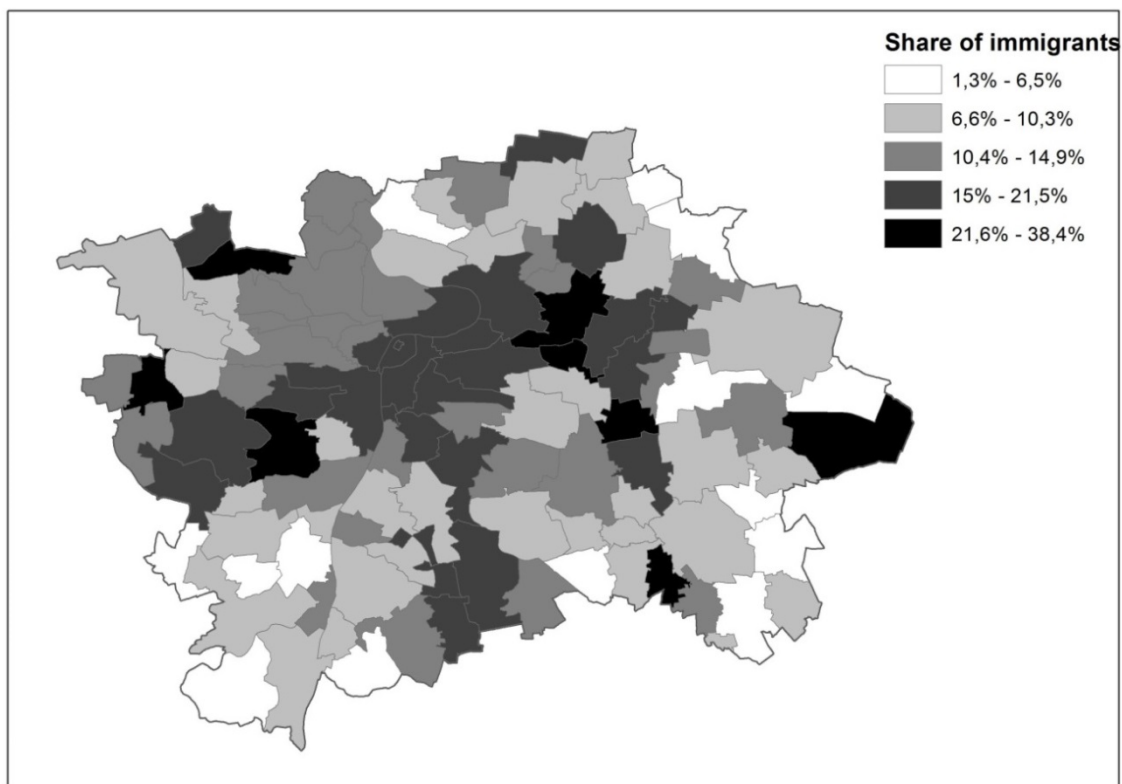 Share of immigrants
1,3% - 6,5%
6,6% - 10,3%
10,4% - 14,9%
15% - 21,5%
21,6% - 38,4%